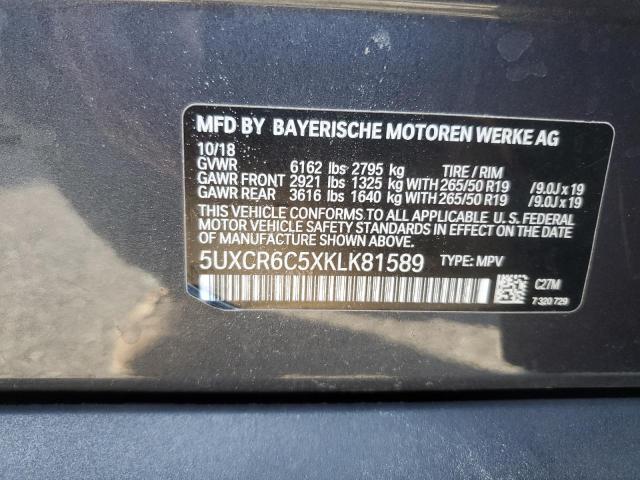 MFD BY BAYERISCHE MOTOREN WERKE AG
10/18
GVWR 6162 lbs 2795 kg TIRE / RIM
GAWR FRONT 2921 lbs 1325 kg WITH 265/50 R19 /9.0J x 19
GAWR REAR 3616 lbs 1640 kg WITH 265/50 R19 /9.0J x 19
THIS VEHICLE CONFORMS TO ALL APPLICABLE U. S. FEDERAL
MOTOR VEHICLE SAFETY STANDARDS IN EFFECT ON THE DATE
OF MANUFACTURE SHOWN ABOVE.
5UXCR6C5XKLK81589 TYPE: MPV
C27M
7 320 729